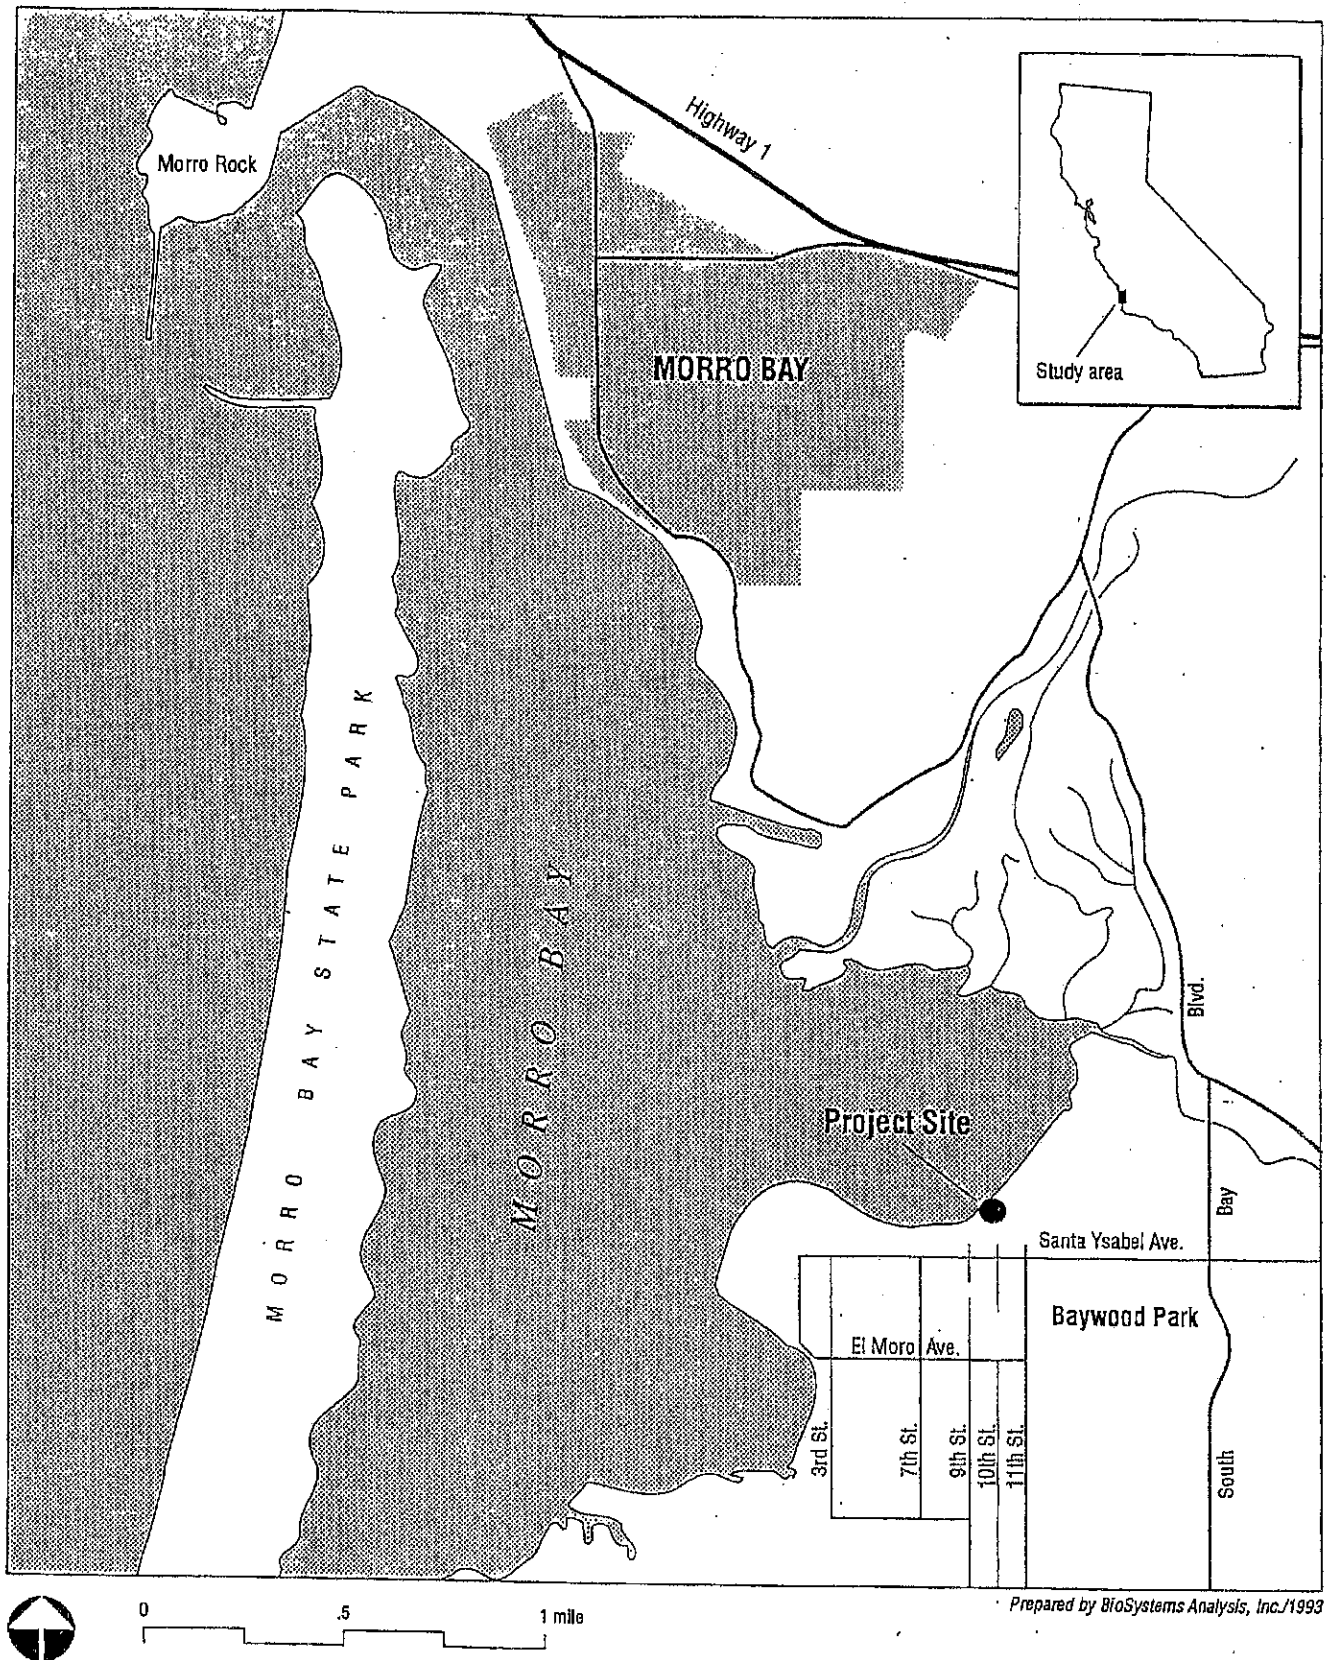 Highway 1
Morro Rock
MORRO BAY
Study area
MORRO BAY STATE PARK
MORRO BAY
Blvd.
Project Site
Bay
Santa Ysabel Ave.
Baywood Park
El Moro Ave.
3rd St.
7th St.
9th St.
10th St.
11th St.
South
0 .5 1 mile
Prepared by BioSystems Analysis, Inc./1993